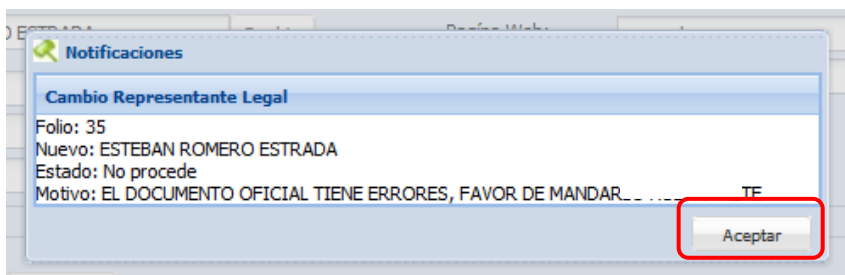 ESTRADA
Notificaciones
Cambio Representante Legal
Folio: 35
Nuevo: ESTEBAN ROMERO ESTRADA
Estado: No procede
Motivo: EL DOCUMENTO OFICIAL TIENE ERRORES, FAVOR DE
Aceptar